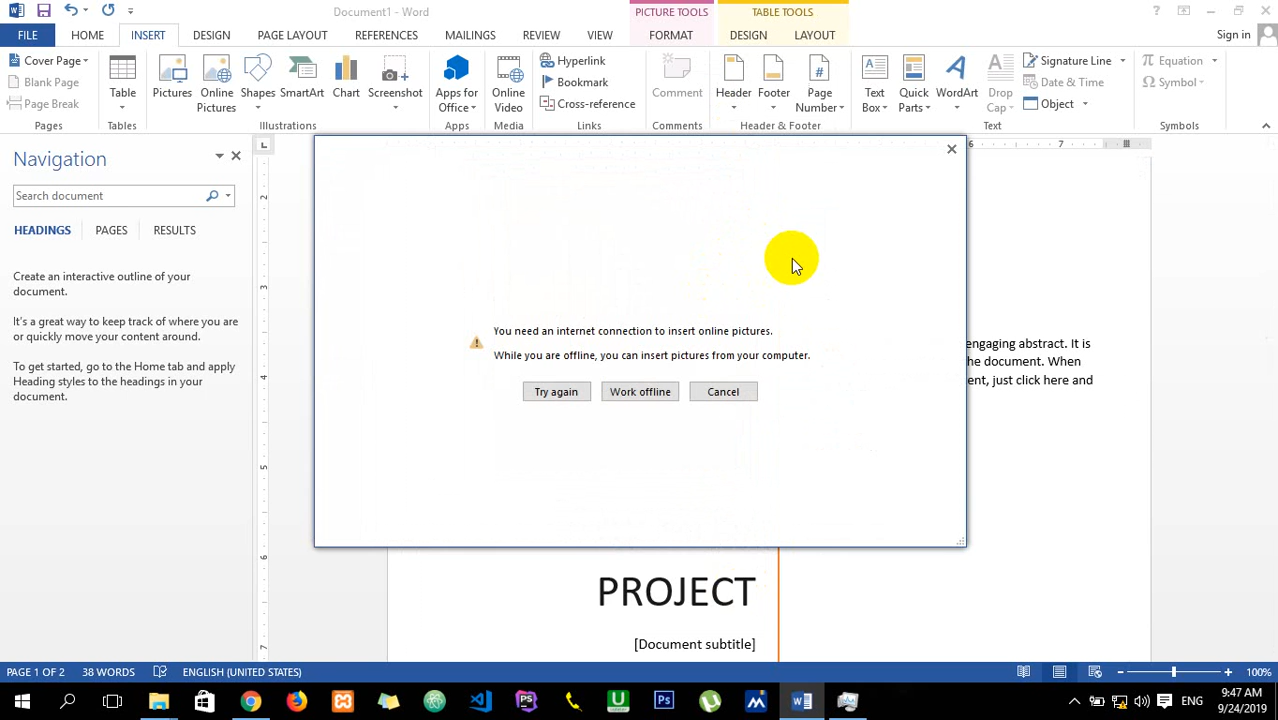 Document1 - Word
PICTURE TOOLS
TABLE TOOLS
?
FILE
HOME
INSERT
DESIGN
PAGE LAYOUT
REFERENCES
MAILINGS
REVIEW
VIEW
FORMAT
DESIGN
LAYOUT
Sign in
Cover Page
Blank Page
Page Break
Pages
Table
Tables
Pictures
Online
Pictures
Shapes
SmartArt
Chart
Screenshot
Illustrations
Apps for
Office
Apps
Online
Video
Media
Hyperlink
Bookmark
Cross-reference
Links
Comment
Comments
Header
Footer
Page
Number
Header & Footer
Text
Box
Quick
Parts
WordArt
Drop
Cap
Signature Line
Date & Time
Object
Text
Equation
Symbol
Symbols
Navigation
Search document
HEADINGS
PAGES
RESULTS
Create an interactive outline of your
document.
It's a great way to keep track of where you are
or quickly move your content around.
To get started, go to the Home tab and apply
Heading styles to the headings in your
document.
6
7
2
3
4
5
6
7
You need an internet connection to insert online pictures.
While you are offline, you can insert pictures from your computer.
Try again
Work offline
Cancel
engaging abstract. It is
the document. When
ent, just click here and
PROJECT
[Document subtitle]
PAGE 1 OF 2
38 WORDS
ENGLISH (UNITED STATES)
100%
ENG
9:47 AM
9/24/2019